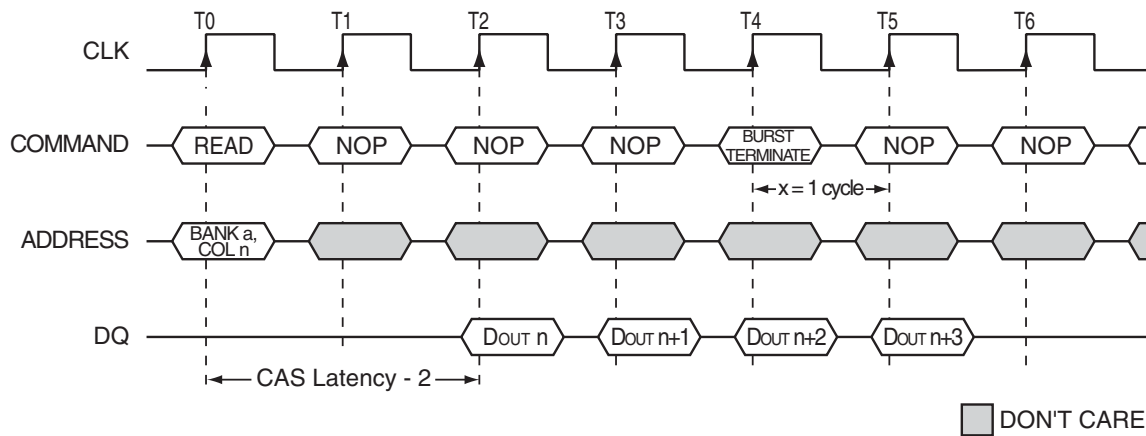 T0 T1 T2 T3 T4 T5 T6
CLK
COMMAND READ NOP NOP NOP BURST TERMINATE NOP NOP
x = 1 cycle
ADDRESS BANK a, COL n
DQ DOUT n DOUT n+1 DOUT n+2 DOUT n+3
CAS Latency - 2
DON'T CARE